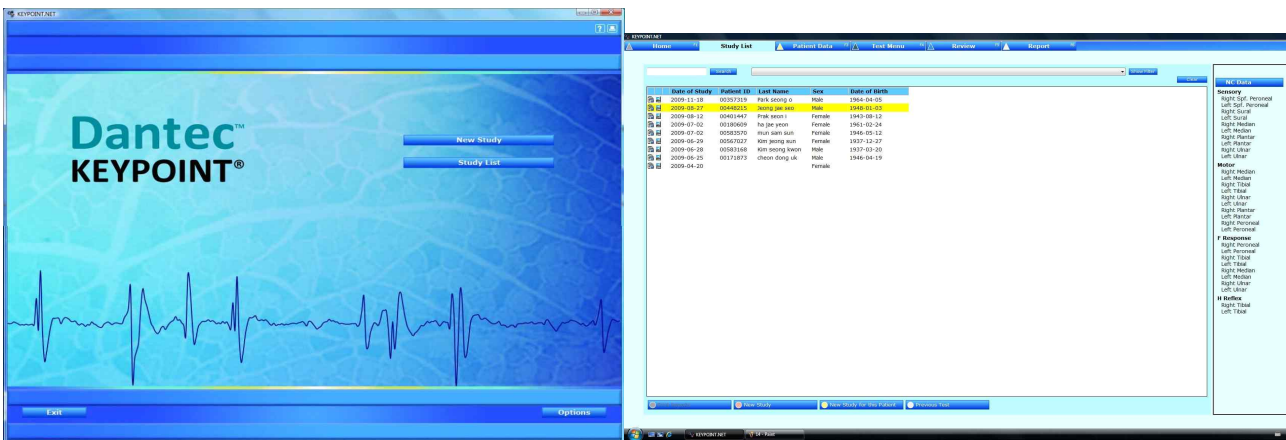 KEYPOINT.NET
Dantec™
KEYPOINT®
New Study
Study List
Exit
Options
KEYPOINT.NET
Home
Study List
Patient Data
Test Menu
Review
Report
Search
Show Filter
Clear
Date of Study Patient ID Last Name Sex Date of Birth
2009-11-18 00357319 Park seong o Male 1964-04-05
2009-08-27 00448215 Jeong jae seo Male 1948-01-03
2009-08-12 00401447 Prak seon i Female 1943-08-12
2009-07-02 00180609 ha jae yeon Female 1961-02-24
2009-07-02 00583570 mun sam sun Female 1946-05-12
2009-06-29 00567027 Kim jeong sun Female 1937-12-27
2009-06-28 00583168 Kim seong kwon Male 1937-03-20
2009-06-25 00171873 cheon dong uk Male 1946-04-19
2009-04-20 Female
NC Data
Sensory
Right Spf. Peroneal
Left Spf. Peroneal
Right Sural
Left Sural
Right Median
Left Median
Right Plantar
Left Plantar
Right Ulnar
Left Ulnar
Motor
Right Median
Left Median
Right Tibial
Left Tibial
Right Ulnar
Left Ulnar
Right Plantar
Left Plantar
Right Peroneal
Left Peroneal
F Response
Right Peroneal
Left Peroneal
Right Tibial
Left Tibial
Right Median
Left Median
Right Ulnar
Left Ulnar
H Reflex
Right Tibial
Left Tibial
New Study
New Study for this Patient
Previous Test
KEYPOINT.NET